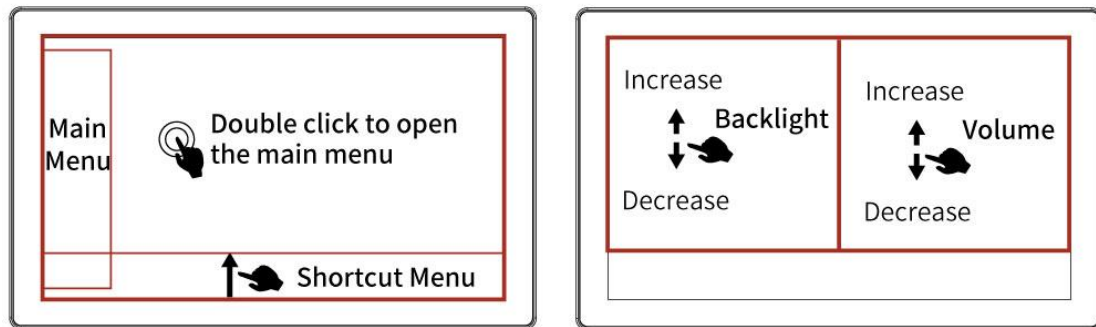 Main
Menu
Double click to open
the main menu
Shortcut Menu
Increase
Backlight
Decrease
Increase
Volume
Decrease